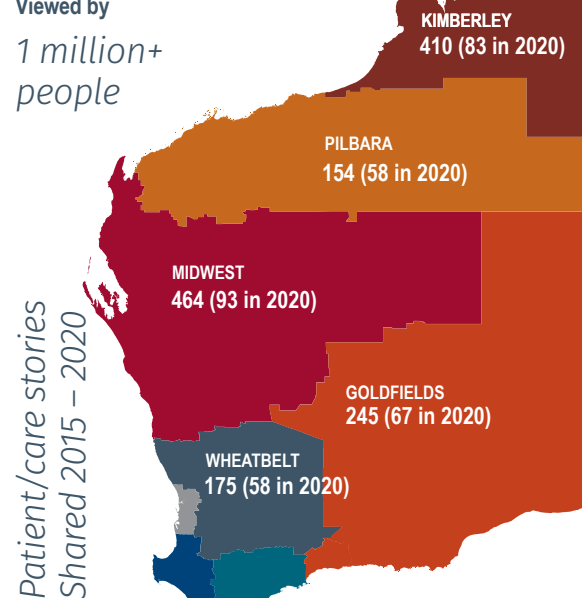 Viewed by
1 million+
people
KIMBERLEY
410 (83 in 2020)
PILBARA
154 (58 in 2020)
MIDWEST
464 (93 in 2020)
GOLDFIELDS
245 (67 in 2020)
WHEATBELT
175 (58 in 2020)
Patient/care stories
Shared 2015 – 2020